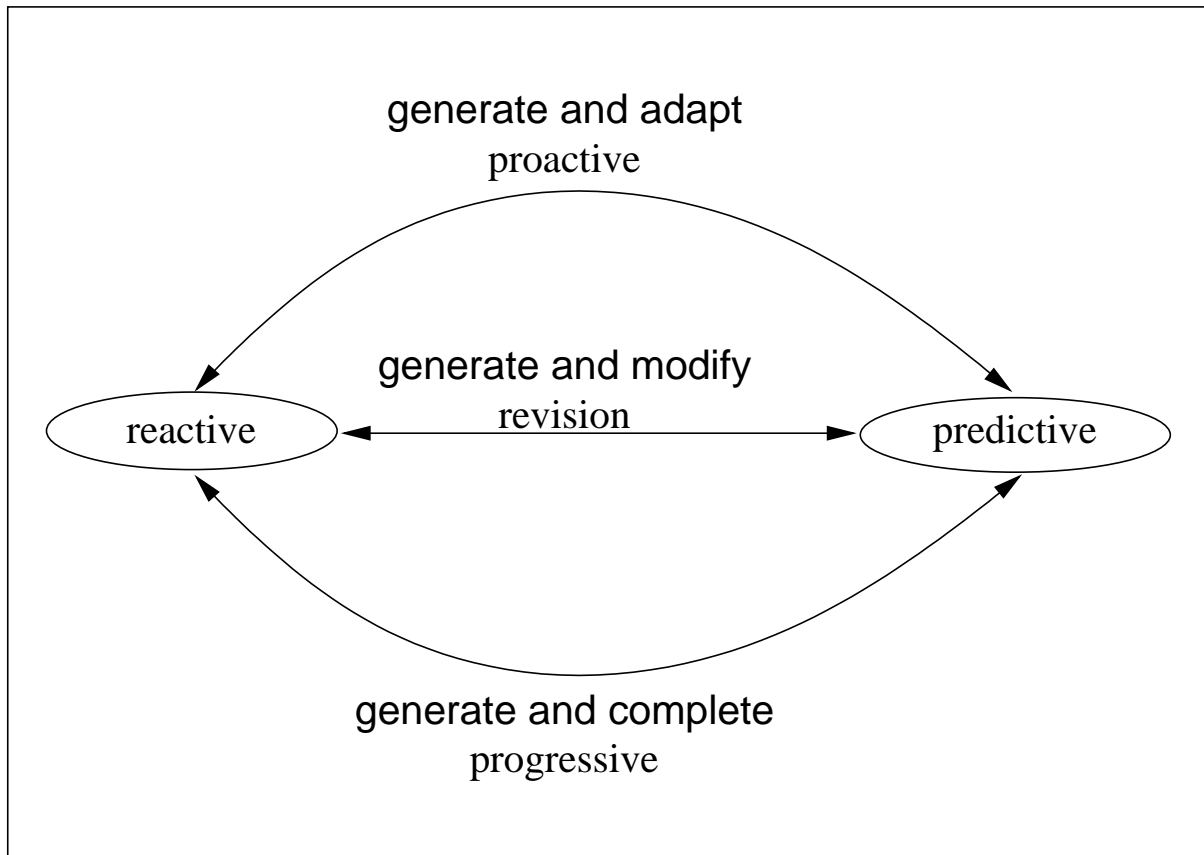 generate and adapt
proactive
generate and modify
revision
reactive
predictive
generate and complete
progressive